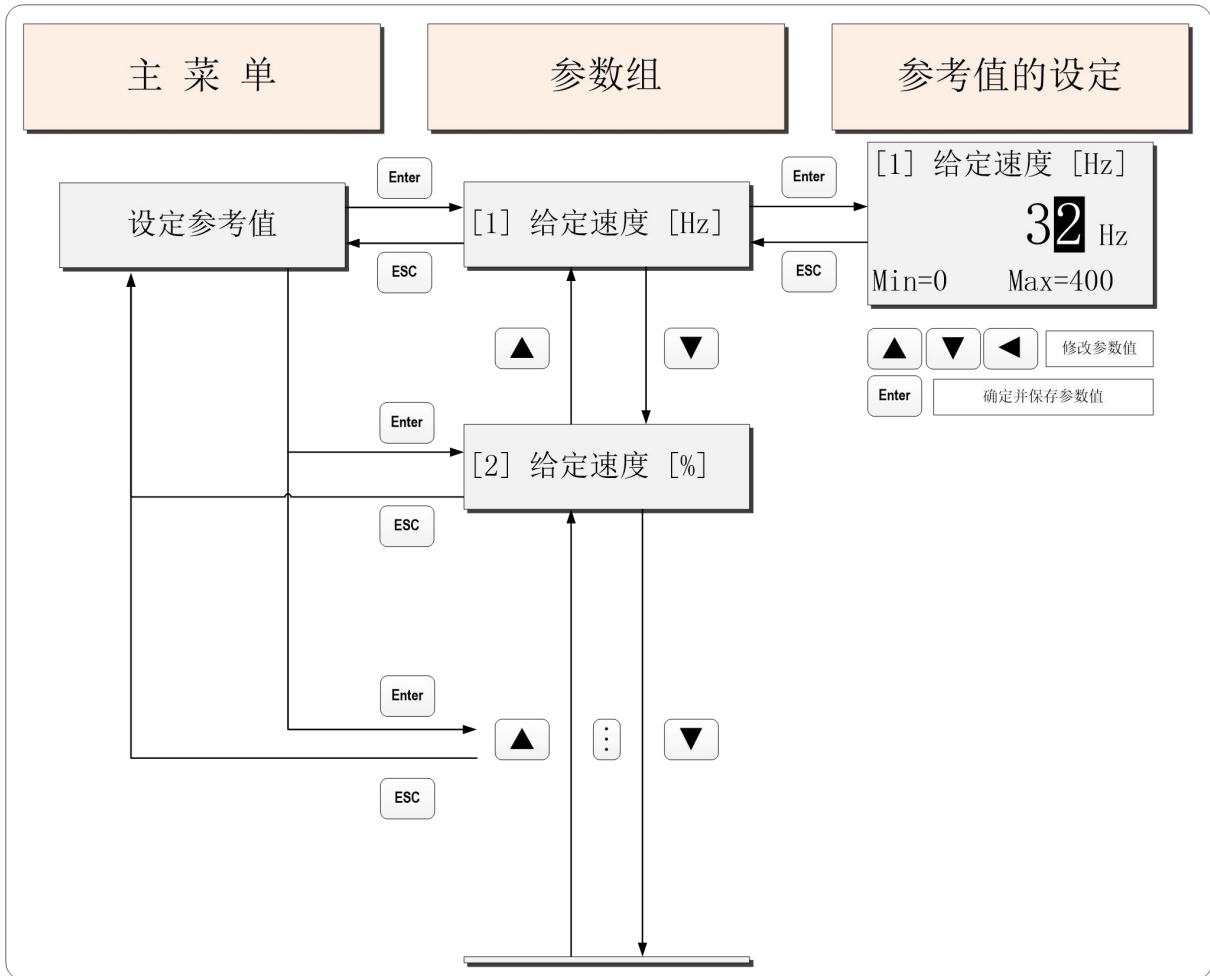 主 菜 单
参数组
参考值的设定
Enter
Enter
[1] 给定速度 [Hz]
设定参考值
[1] 给定速度 [Hz]
32 Hz
ESC
ESC
Min=0 Max=400
▲ ▼
▲ ▼ ◀ 修改参数值
Enter 确定并保存参数值
Enter
[2] 给定速度 [%]
ESC
Enter
▲ ⋮ ▼
ESC